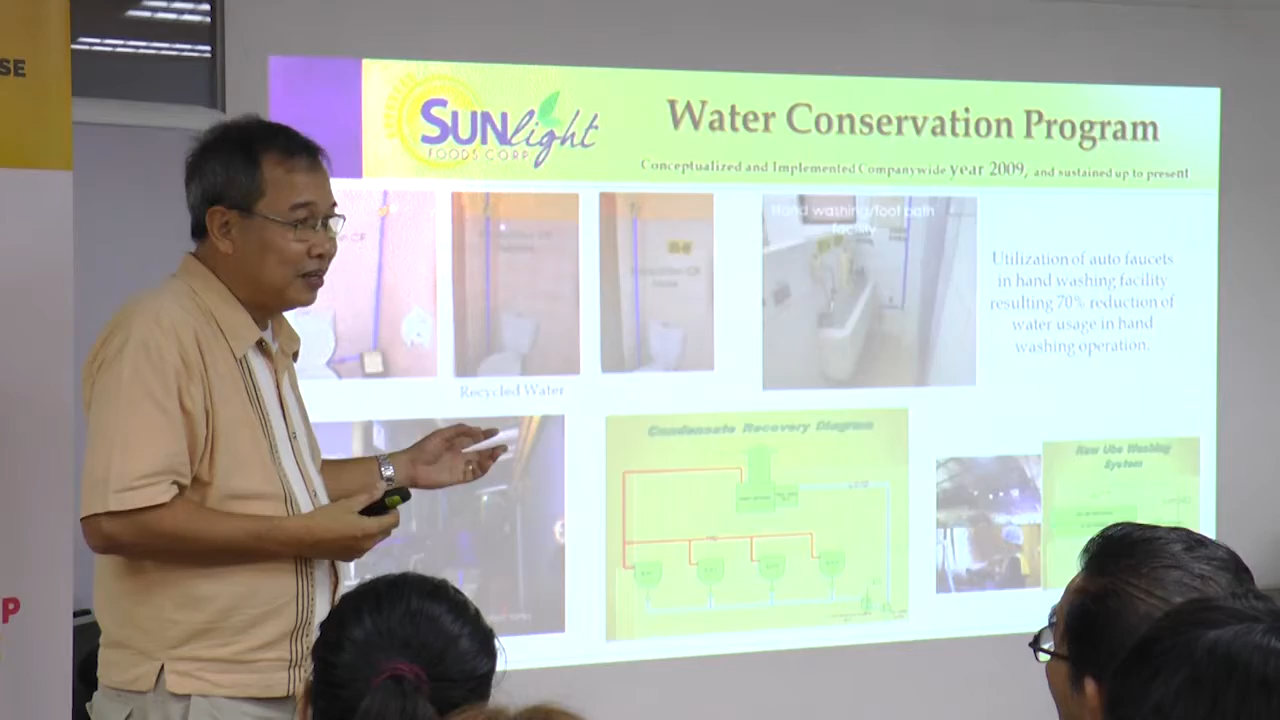 SE
P
SUNlight
FOODS CORP
Water Conservation Program
Conceptualized and Implemented Companywide year 2009, and sustained up to present
Hand washing/foot bath
facility
Utilization of auto faucets
in hand washing facility
resulting 70% reduction of
water usage in hand
washing operation.
Recycled Water
Condensate Recovery Diagram
Raw Ube Washing
System